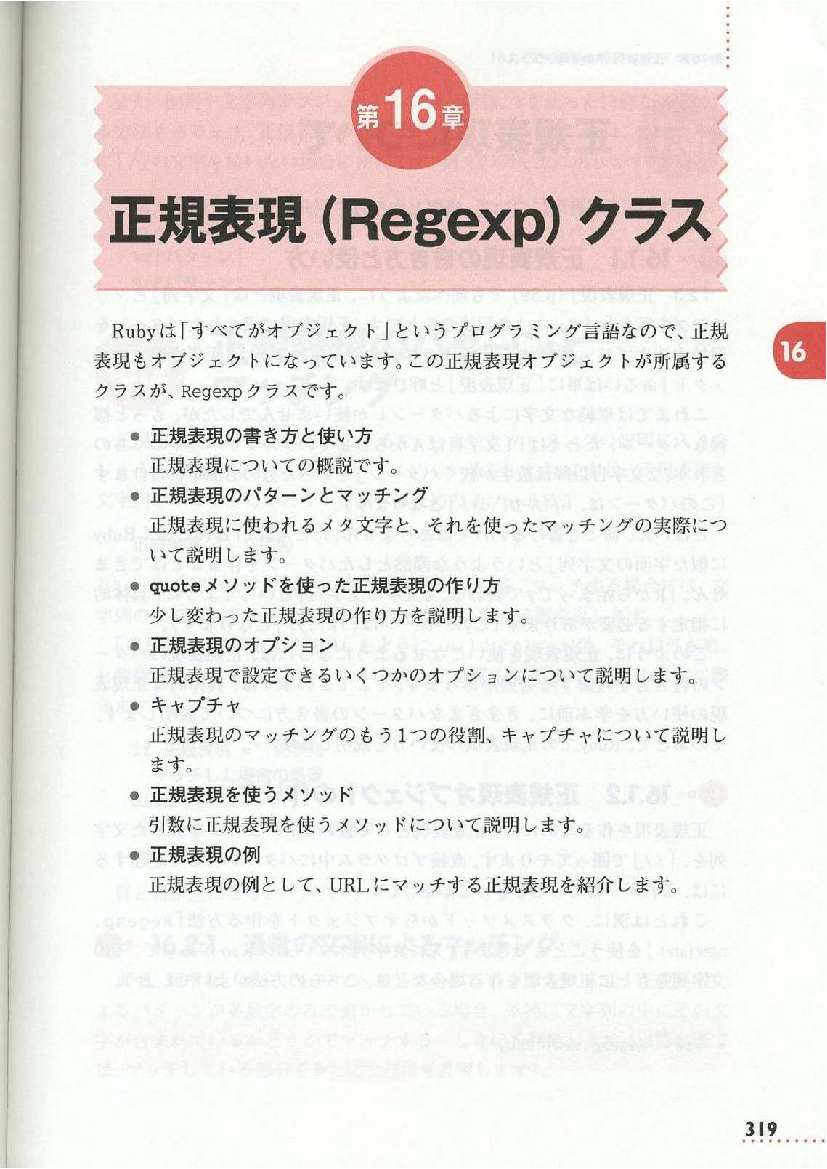 第16章
正規表現（Regexp）クラス
Rubyは「すべてがオブジェクト」というプログラミング言語なので、正規
表現もオブジェクトになっています。この正規表現オブジェクトが所属する
クラスが、Regexpクラスです。
16
● 正規表現の書き方と使い方
正規表現についての概説です。
● 正規表現のパターンとマッチング
正規表現に使われるメタ文字と、それを使ったマッチングの実際につ
いて説明します。
● quoteメソッドを使った正規表現の作り方
少し変わった正規表現の作り方を説明します。
● 正規表現のオプション
正規表現で設定できるいくつかのオプションについて説明します。
● キャプチャ
正規表現のマッチングのもう1つの役割、キャプチャについて説明し
ます。
● 正規表現を使うメソッド
引数に正規表現を使うメソッドについて説明します。
● 正規表現の例
正規表現の例として、URLにマッチする正規表現を紹介します。
319